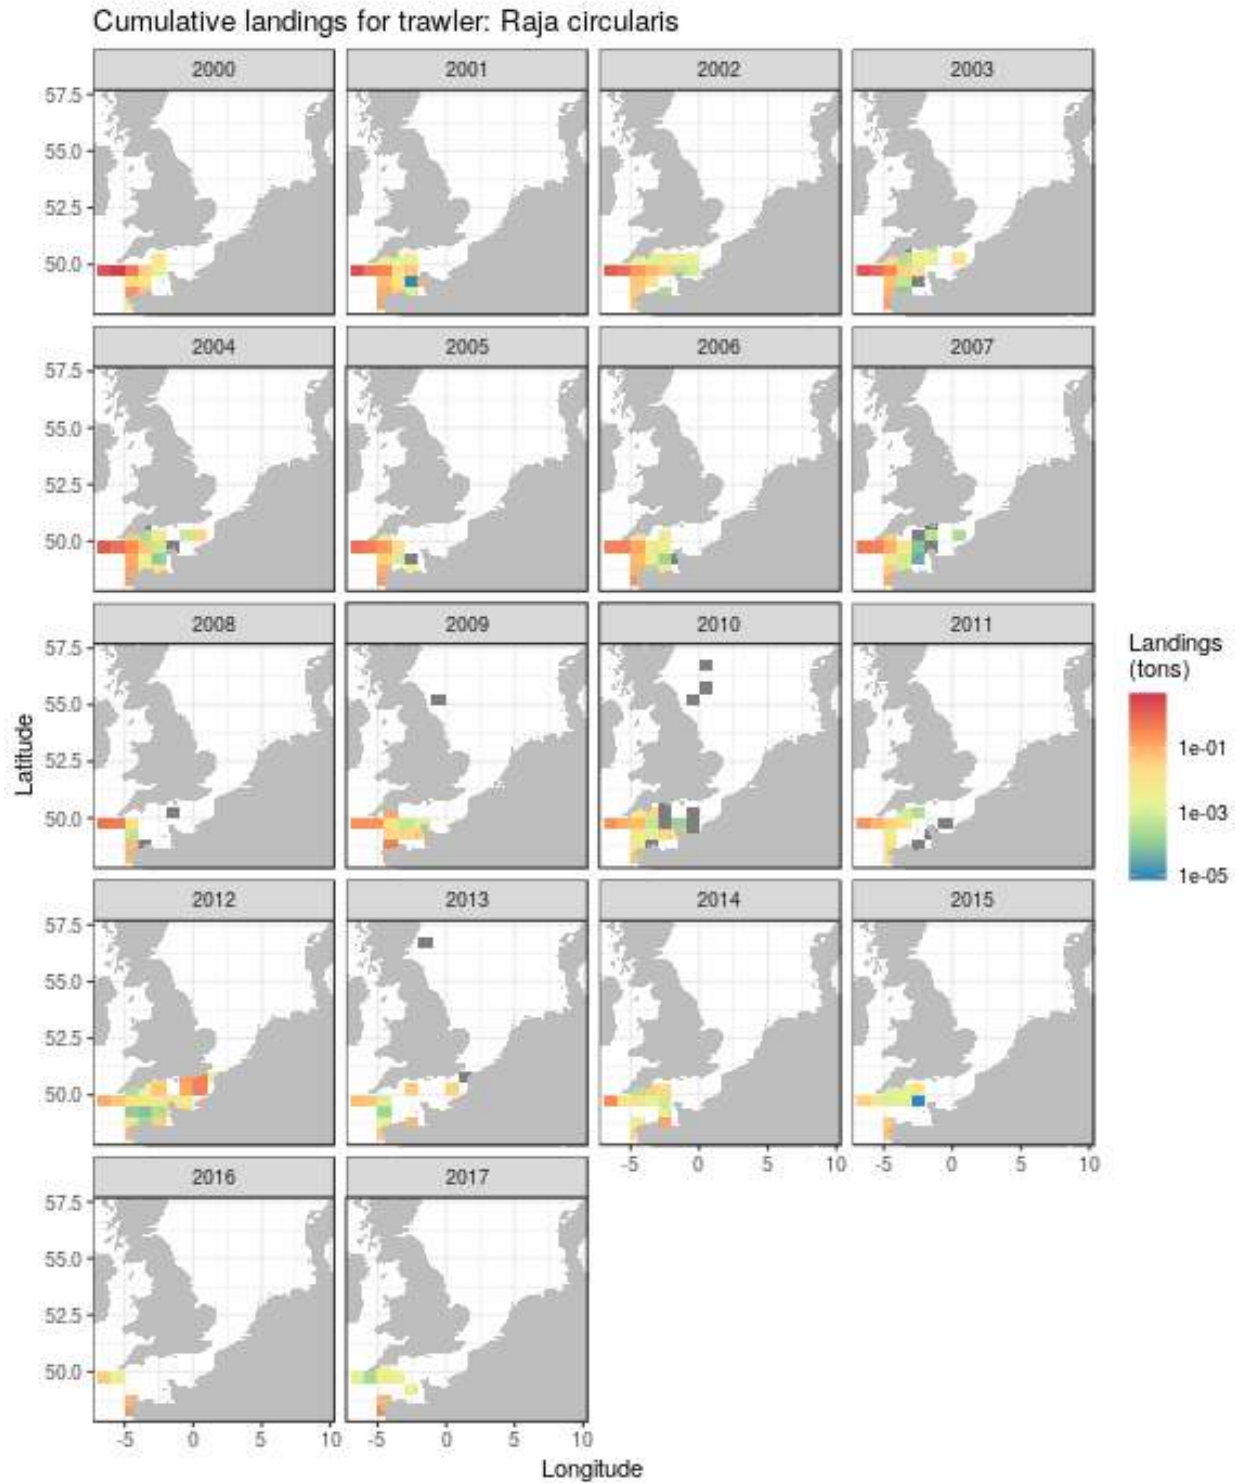 Cumulative landings for trawler: Raja circularis
2000 2001 2002 2003
57.5
55.0
52.5
50.0
2004 2005 2006 2007
57.5
55.0
52.5
50.0
2008 2009 2010 2011
57.5
55.0
52.5
50.0
Latitude
Landings
(tons)
1e-01
1e-03
1e-05
2012 2013 2014 2015
57.5
55.0
52.5
50.0
-5 0 5 10 -5 0 5 10
2016 2017
57.5
55.0
52.5
50.0
-5 0 5 10 -5 0 5 10
Longitude